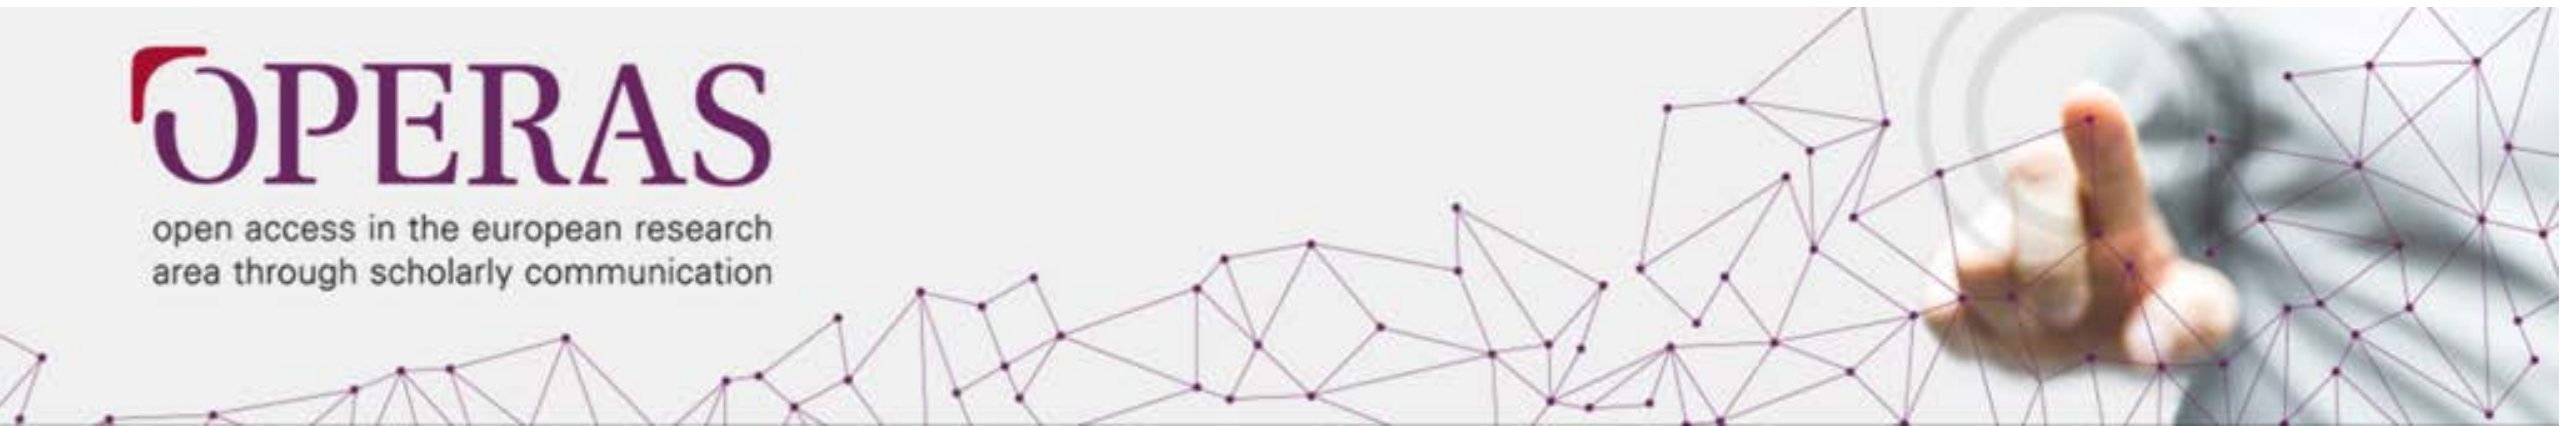 OPERAS
open access in the european research
area through scholarly communication